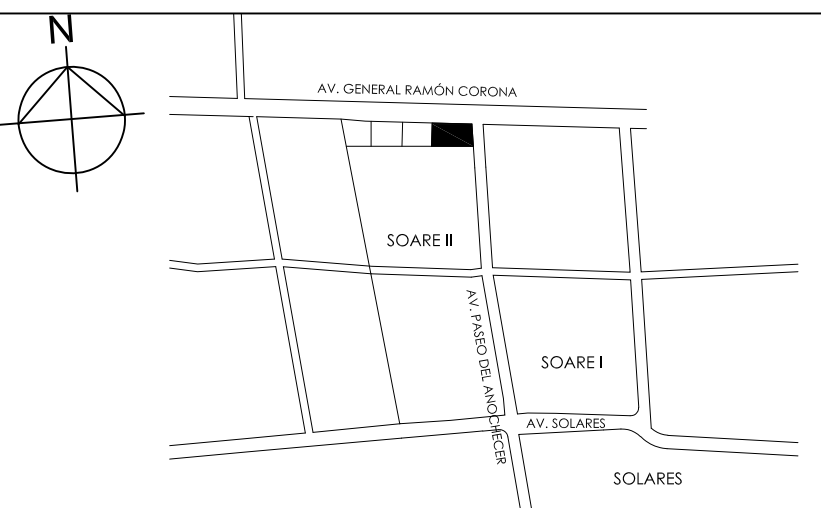 N
AV. GENERAL RAMÓN CORONA
SOARE II
AV. PASEO DEL ANOCHECER
SOARE I
AV. SOLARES
SOLARES